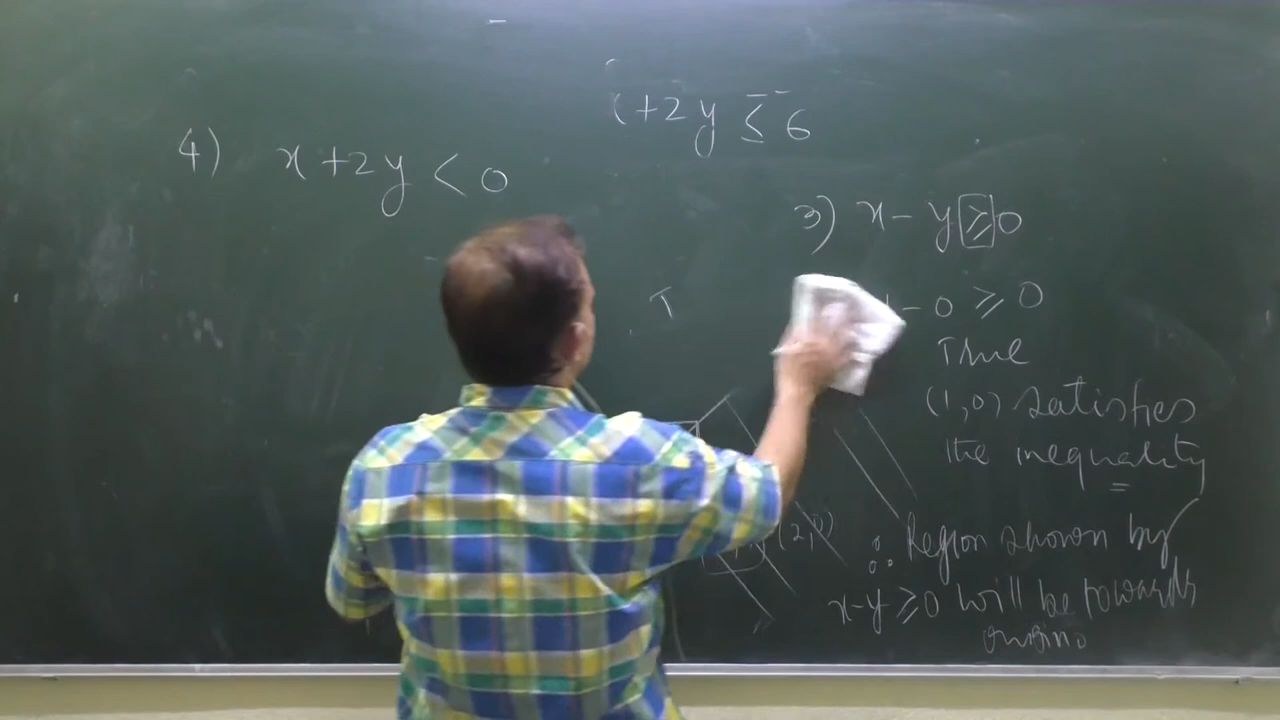 4) x + 2y < 0
+ 2y ≤ 6
3) x - y ≥ 0
- 0 ≥ 0
True
(1,0) satisfies
the inequality
(2,0)
∴ Region shown by
x-y ≥ 0 will be towards